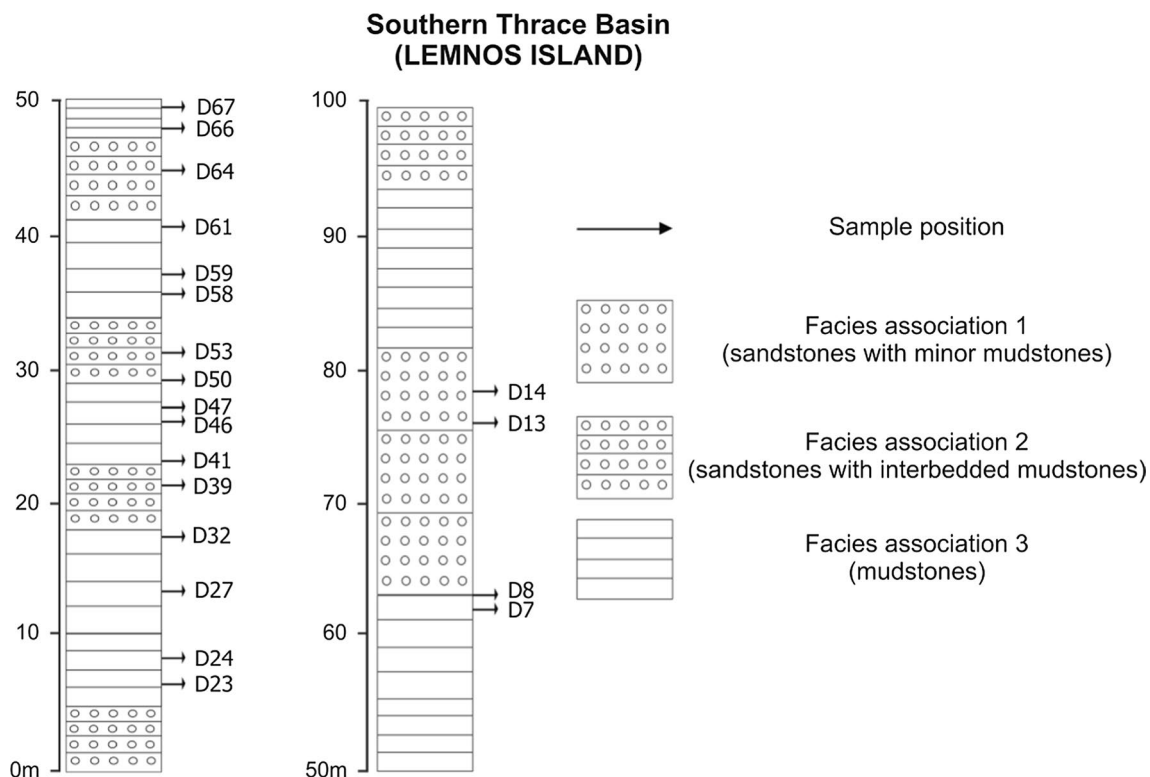 Southern Thrace Basin
(LEMNOS ISLAND)
50
D67
D66
D64
D61
40
D59
D58
D53
30
D50
D47
D46
D41
D39
20
D32
D27
10
D24
D23
0m
100
90
80
D14
D13
70
D8
D7
60
50m
Sample position
Facies association 1
(sandstones with minor mudstones)
Facies association 2
(sandstones with interbedded mudstones)
Facies association 3
(mudstones)